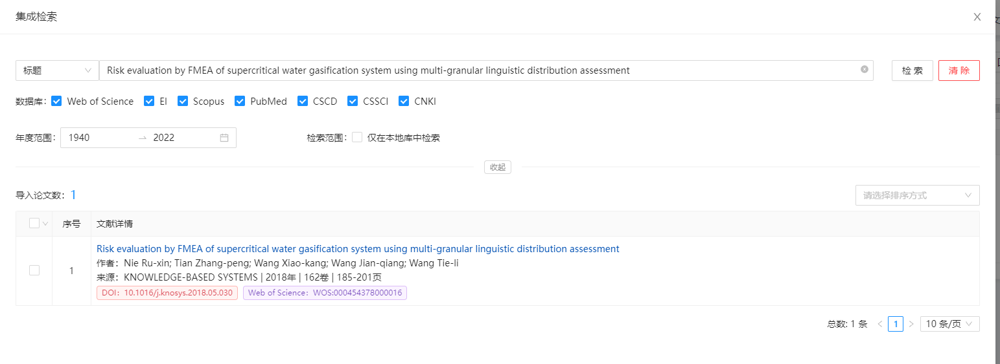 集成检索
标题 Risk evaluation by FMEA of supercritical water gasification system using multi-granular linguistic distribution assessment 检 索 清 除
数据库： Web of Science EI Scopus PubMed CSCD CSSCI CNKI
年度范围： 1940 → 2022 检索范围： 仅在本地库中检索
收起
导入论文数： 1 请选择排序方式
序号 文献详情
Risk evaluation by FMEA of supercritical water gasification system using multi-granular linguistic distribution assessment
1 作者：Nie Ru-xin; Tian Zhang-peng; Wang Xiao-kang; Wang Jian-qiang; Wang Tie-li
来源：KNOWLEDGE-BASED SYSTEMS | 2018年 | 162卷 | 185-201页
DOI：10.1016/j.knosys.2018.05.030 Web of Science：WOS:000454378000016
总数: 1 条 < 1 > 10 条/页